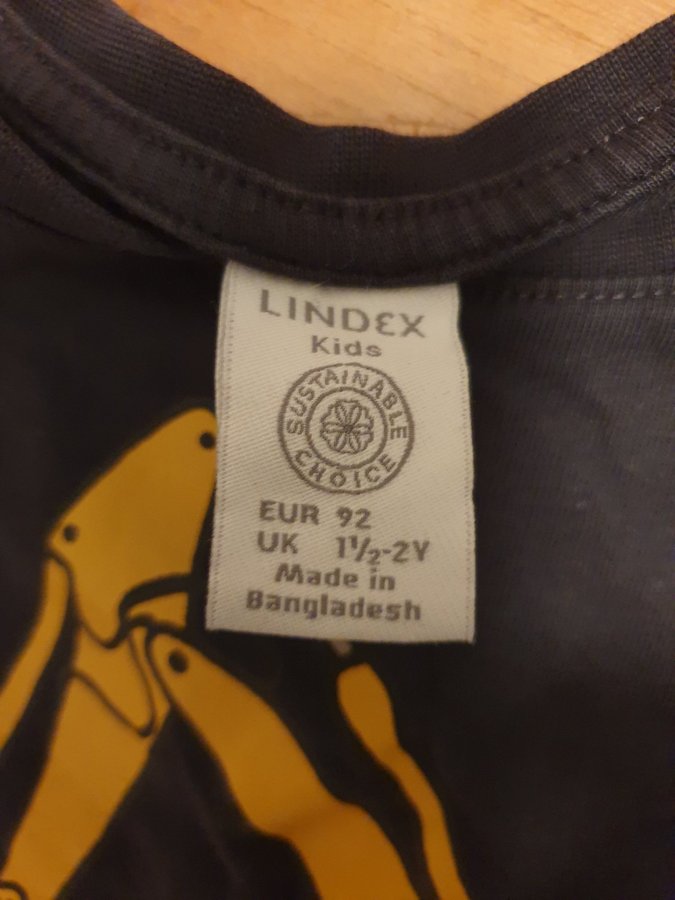 LINDEX
Kids
SUSTAINABLE
CHOICE
EUR 92
UK 1½-2Y
Made in
Bangladesh